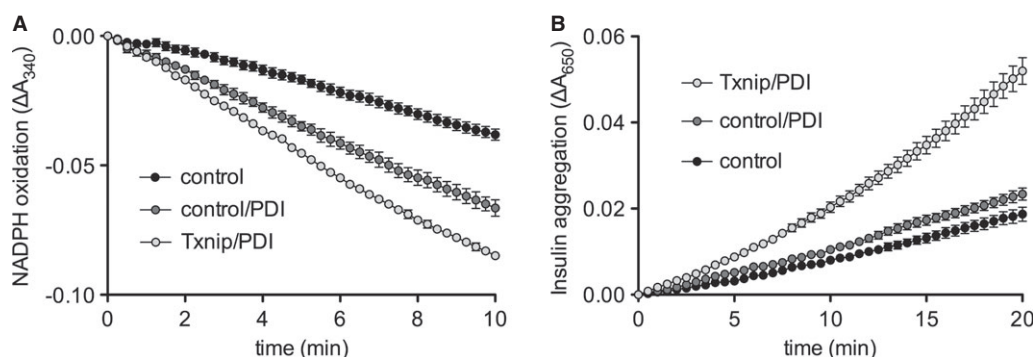 A
NADPH oxidation (ΔA340)
0.00
-0.05
-0.10
control
control/PDI
Txnip/PDI
0 2 4 6 8 10
time (min)
B
Insulin aggregation (ΔA650)
0.06
0.04
0.02
0.00
Txnip/PDI
control/PDI
control
0 5 10 15 20
time (min)